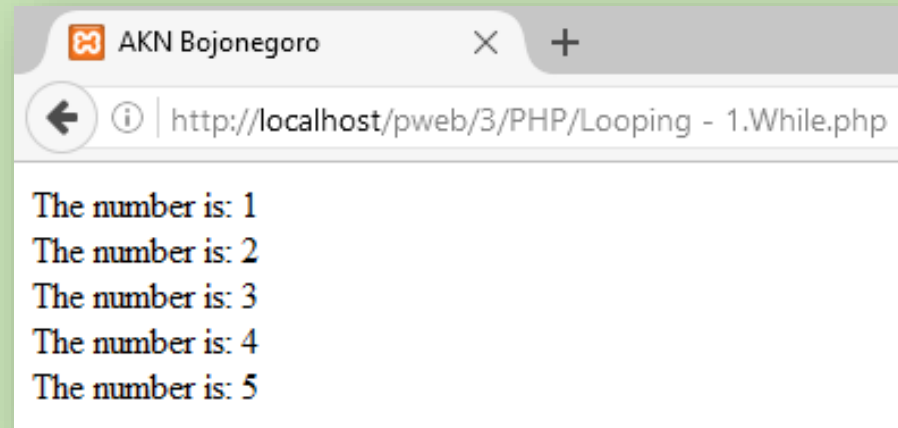 AKN Bojonegoro
http://localhost/pweb/3/PHP/Looping - 1.While.php
The number is: 1
The number is: 2
The number is: 3
The number is: 4
The number is: 5